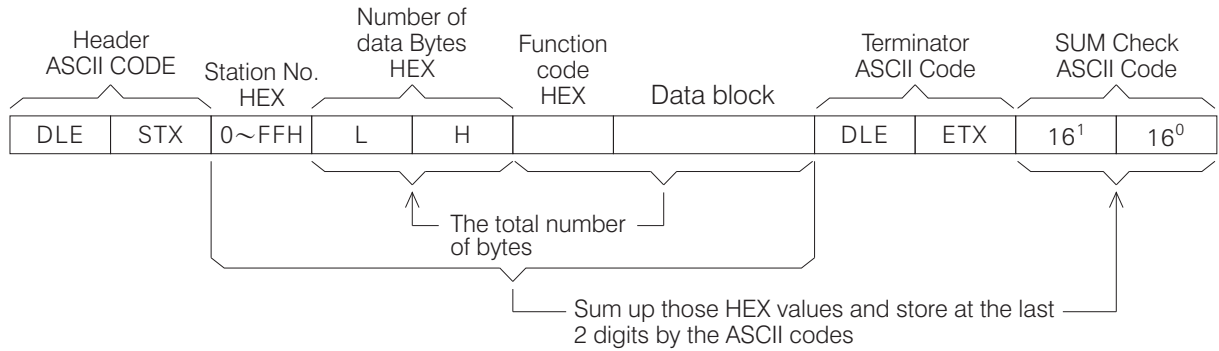 Header
ASCII CODE
Station No.
HEX
Number of
data Bytes
HEX
Function
code
HEX
Data block
Terminator
ASCII Code
SUM Check
ASCII Code
DLE STX 0~FFH L H DLE ETX 16¹ 16⁰
The total number
of bytes
Sum up those HEX values and store at the last
2 digits by the ASCII codes